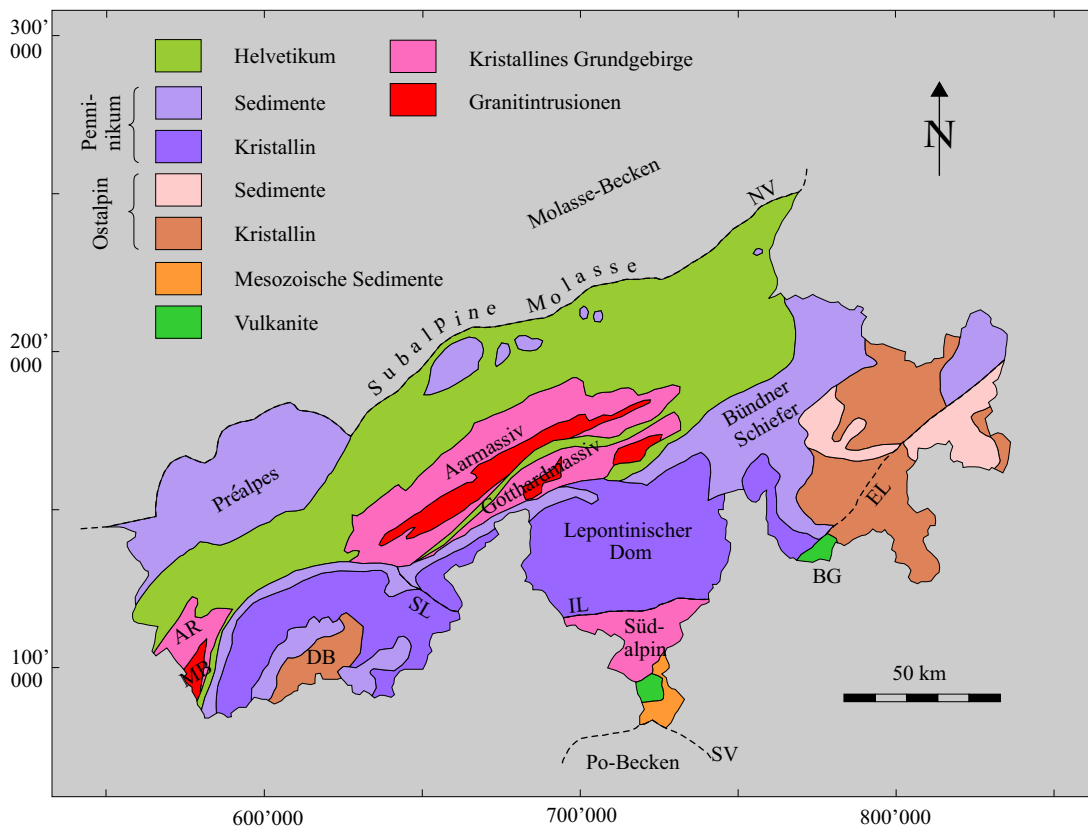 300'
000
Helvetikum
Kristallines Grundgebirge
Penni-
nikum
Sedimente
Granitintrusionen
Kristallin
Ostalpin
Sedimente
Kristallin
Mesozoische Sedimente
Vulkanite
N
Molasse-Becken
NV
Subalpine Molasse
200'
000
Bündner
Schiefer
Aarmassiv
Gotthardmassiv
Préalpes
EL
Lepontinischer
Dom
BG
SL
IL
AR
Süd-
alpin
MB
DB
100'
000
50 km
SV
Po-Becken
600'000
700'000
800'000